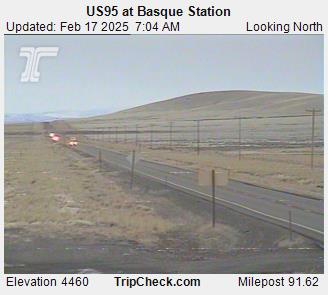 US95 at Basque Station
Updated: Feb 17 2025 7:04 AM Looking North
Elevation 4460 TripCheck.com Milepost 91.62